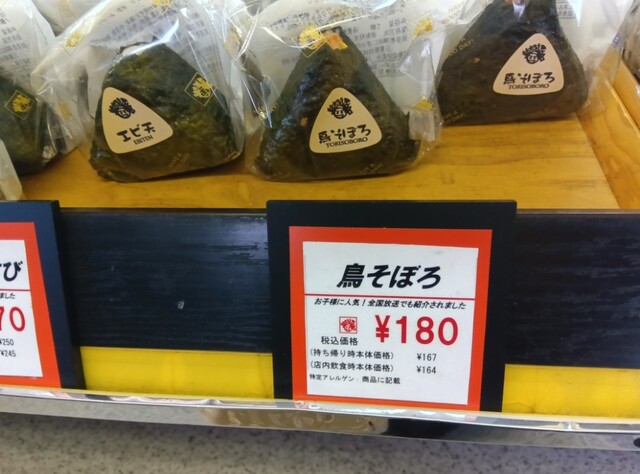 エビ天
EBITEN
鳥そぼろ
TORISOBORO
鳥そぼろ
TORISOBORO
び
ました
70
¥250
¥245
鳥そぼろ
お子様に人気！全国放送でも紹介されました
税込価格 ¥180
(持ち帰り時本体価格) ¥167
(店内飲食時本体価格) ¥164
特定アレルゲン：商品に記載